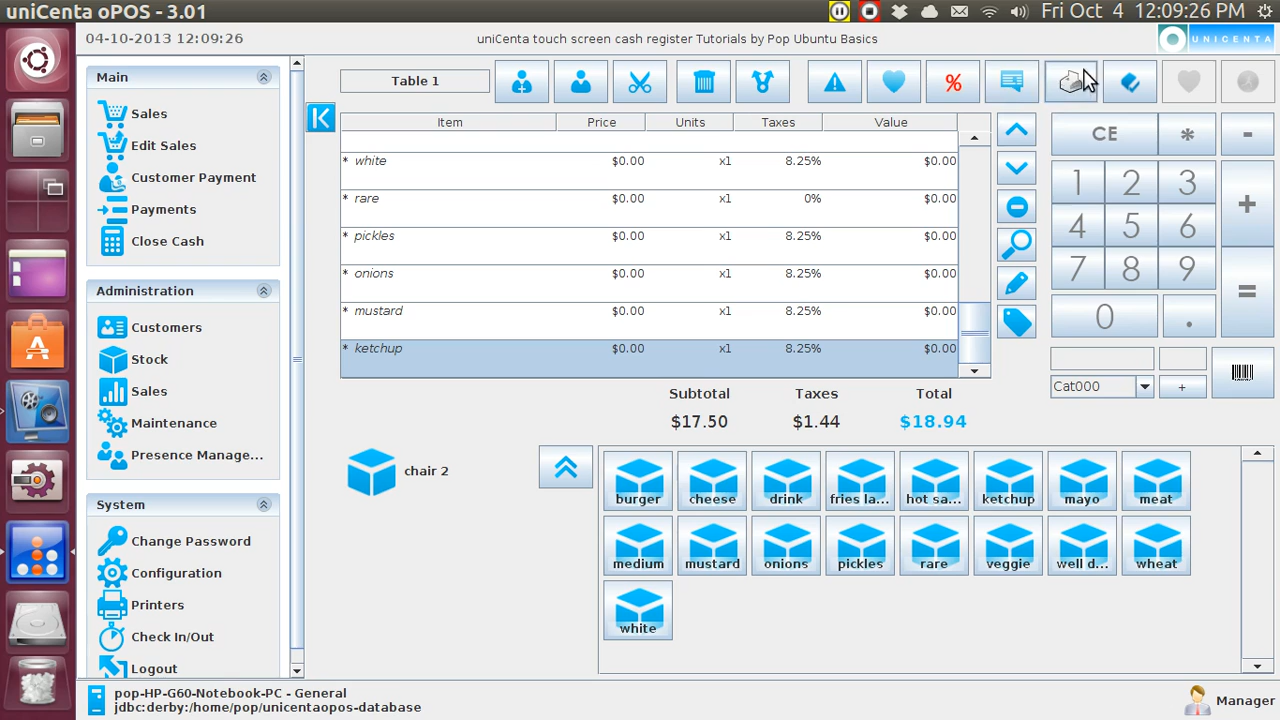 uniCenta oPOS - 3.01
Fri Oct 4 12:09:26 PM
04-10-2013 12:09:26
uniCenta touch screen cash register Tutorials by Pop Ubuntu Basics
UNICENTA
Main
Sales
Edit Sales
Customer Payment
Payments
Close Cash
Administration
Customers
Stock
Sales
Maintenance
Presence Manage...
System
Change Password
Configuration
Printers
Check In/Out
Logout
Table 1
%
Item Price Units Taxes Value
* white $0.00 x1 8.25% $0.00
* rare $0.00 x1 0% $0.00
* pickles $0.00 x1 8.25% $0.00
* onions $0.00 x1 8.25% $0.00
* mustard $0.00 x1 8.25% $0.00
* ketchup $0.00 x1 8.25% $0.00
Subtotal Taxes Total
$17.50 $1.44 $18.94
CE * -
1 2 3 +
4 5 6
7 8 9 =
0 .
Cat000 +
chair 2
burger cheese drink fries la... hot sa... ketchup mayo meat
medium mustard onions pickles rare veggie well d... wheat
white
pop-HP-G60-Notebook-PC - General
jdbc:derby:/home/pop/unicentaopos-database
Manager